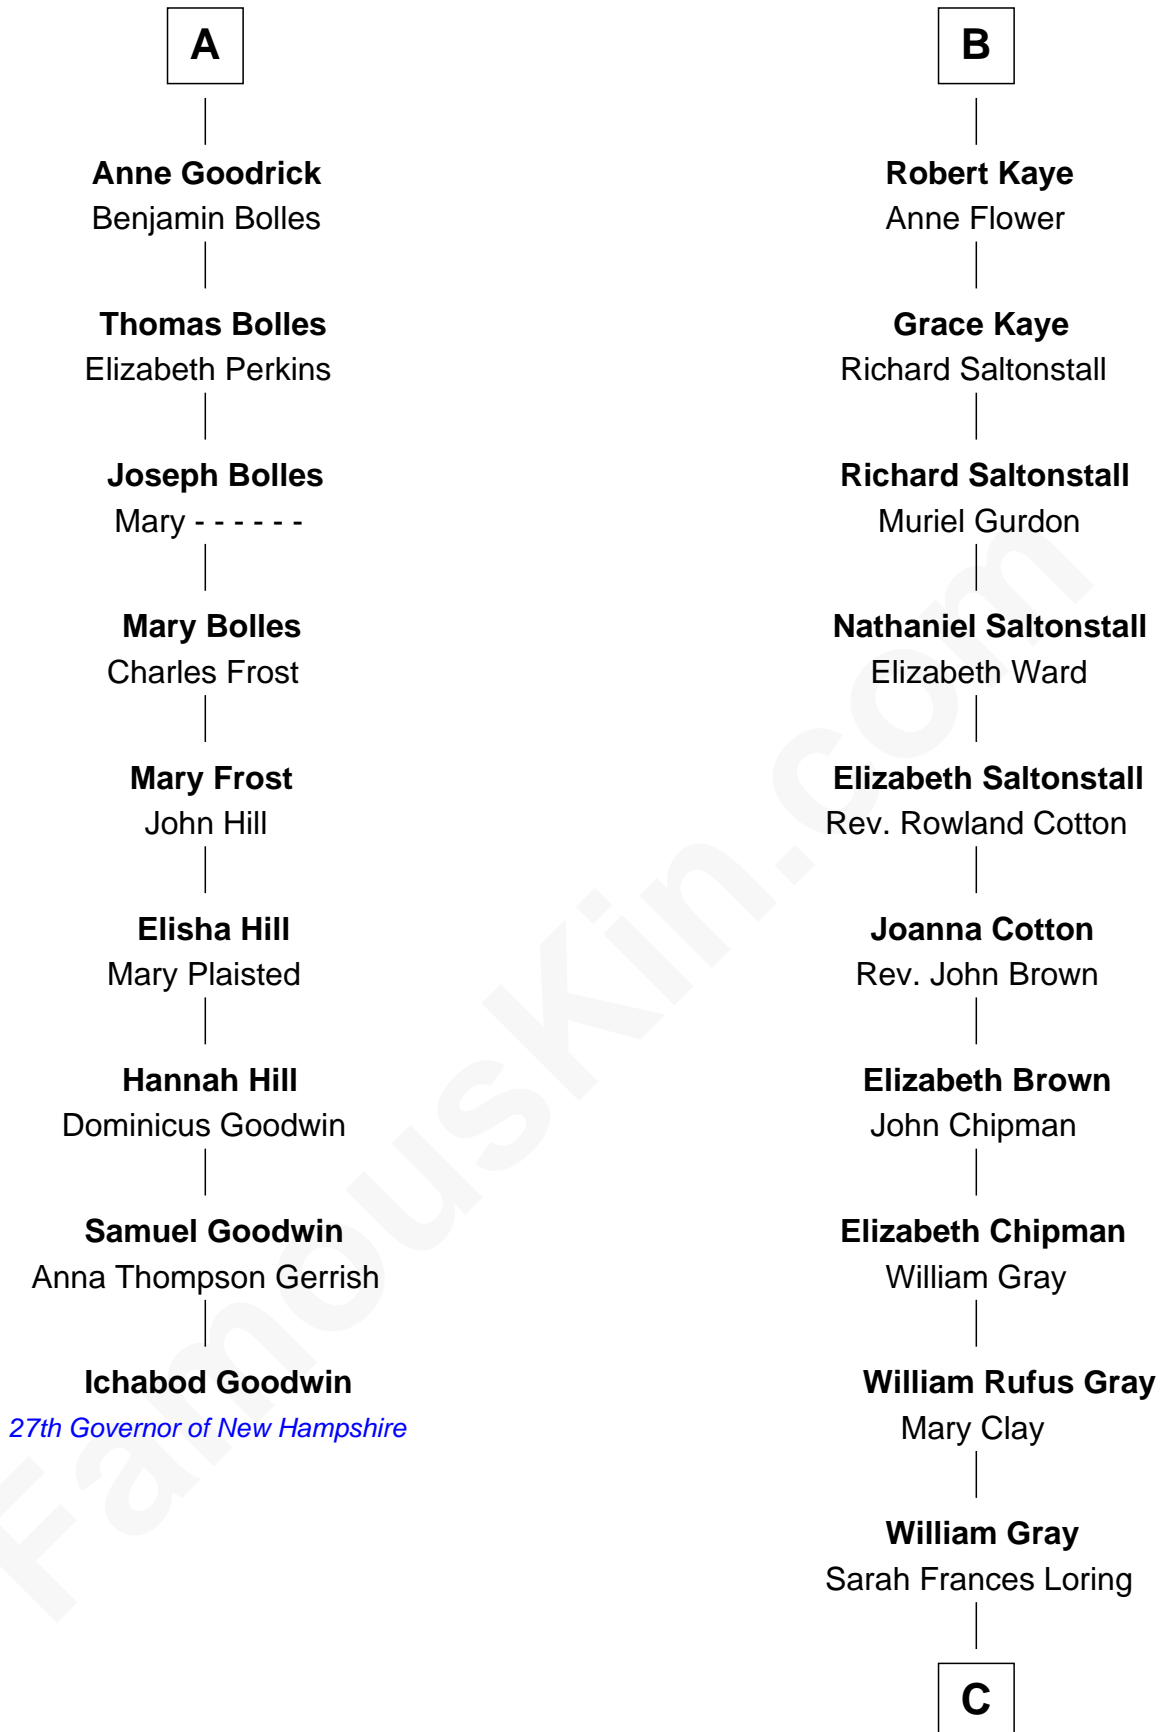 A
Anne Goodrick
Benjamin Bolles
Thomas Bolles
Elizabeth Perkins
Joseph Bolles
Mary - - - - - -
Mary Bolles
Charles Frost
Mary Frost
John Hill
Elisha Hill
Mary Plaisted
Hannah Hill
Dominicus Goodwin
Samuel Goodwin
Anna Thompson Gerrish
Ichabod Goodwin
27th Governor of New Hampshire
B
Robert Kaye
Anne Flower
Grace Kaye
Richard Saltonstall
Richard Saltonstall
Muriel Gurdon
Nathaniel Saltonstall
Elizabeth Ward
Elizabeth Saltonstall
Rev. Rowland Cotton
Joanna Cotton
Rev. John Brown
Elizabeth Brown
John Chipman
Elizabeth Chipman
William Gray
William Rufus Gray
Mary Clay
William Gray
Sarah Frances Loring
C
FamousKin.com